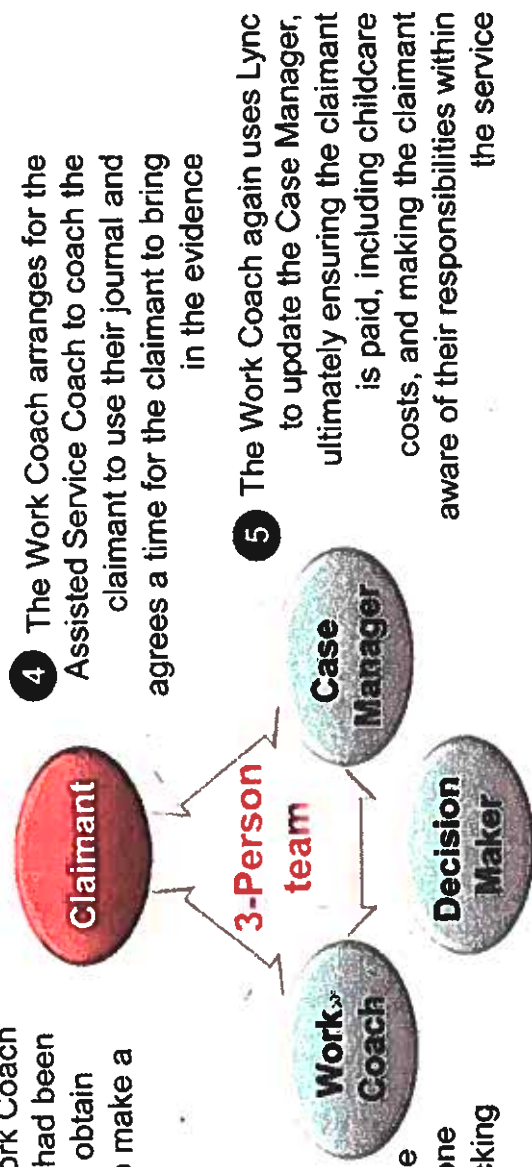 ork Coach
had been
obtain
o make a
Claimant
3-Person
team
Work
Coach
Case
Manager
Decision
Maker
e
one
king
4 The Work Coach arranges for the
Assisted Service Coach to coach the
claimant to use their journal and
agrees a time for the claimant to bring
in the evidence
5 The Work Coach again uses Lync
to update the Case Manager,
ultimately ensuring the claimant
is paid, including childcare
costs, and making the claimant
aware of their responsibilities within
the service